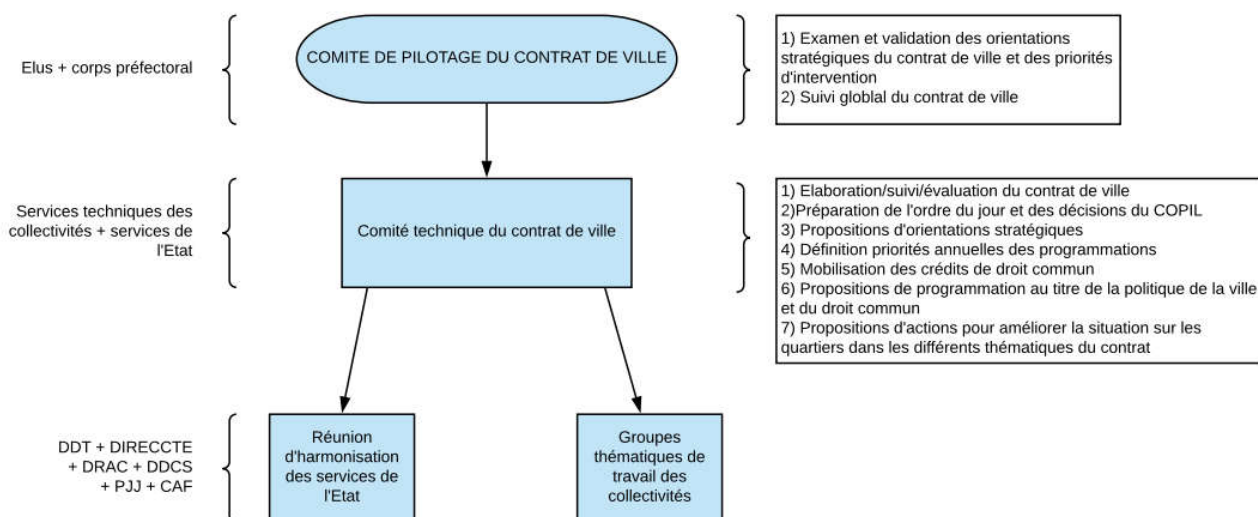 Elus + corps préfectoral
COMITE DE PILOTAGE DU CONTRAT DE VILLE
1) Examen et validation des orientations
stratégiques du contrat de ville et des priorités
d'intervention
2) Suivi globlal du contrat de ville
Services techniques des
collectivités + services de
l'Etat
Comité technique du contrat de ville
1) Elaboration/suivi/évaluation du contrat de ville
2)Préparation de l'ordre du jour et des décisions du COPIL
3) Propositions d'orientations stratégiques
4) Définition priorités annuelles des programmations
5) Mobilisation des crédits de droit commun
6) Propositions de programmation au titre de la politique de la ville
et du droit commun
7) Propositions d'actions pour améliorer la situation sur les
quartiers dans les différents thématiques du contrat
DDT + DIRECCTE
+ DRAC + DDCS
+ PJJ + CAF
Réunion
d'harmonisation
des services de
l'Etat
Groupes
thématiques de
travail des
collectivités